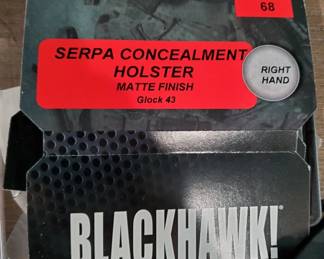 68
SERPA CONCEALMENT
HOLSTER
MATTE FINISH
Glock 43
RIGHT
HAND
BLACKHAWK!